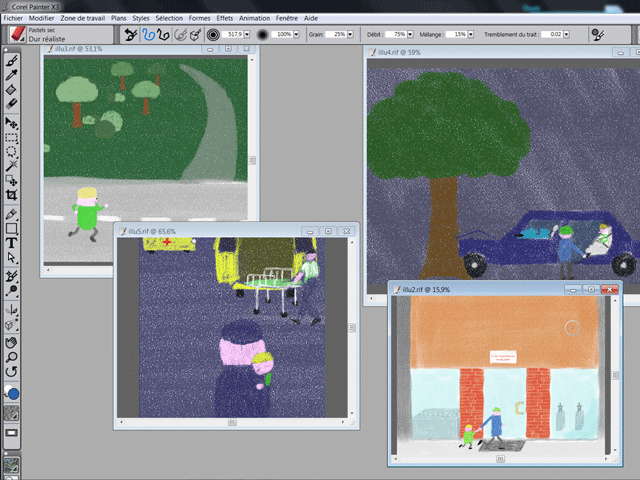 Corel Painter X3
Fichier Sélectionner Zone de travail Plans Styles Sélection Formes Effets Animation Fenêtre Aide
Pastels sec
Dur réaliste
517,9
100%
Grain: 25%
Débit : 75%
Mélange : 15%
Tremblement du trait : 0.02
illu3.rif @ 53,1%
illu4.rif @ 59%
illu5.rif @ 65,6%
illu2.rif @ 15,9%